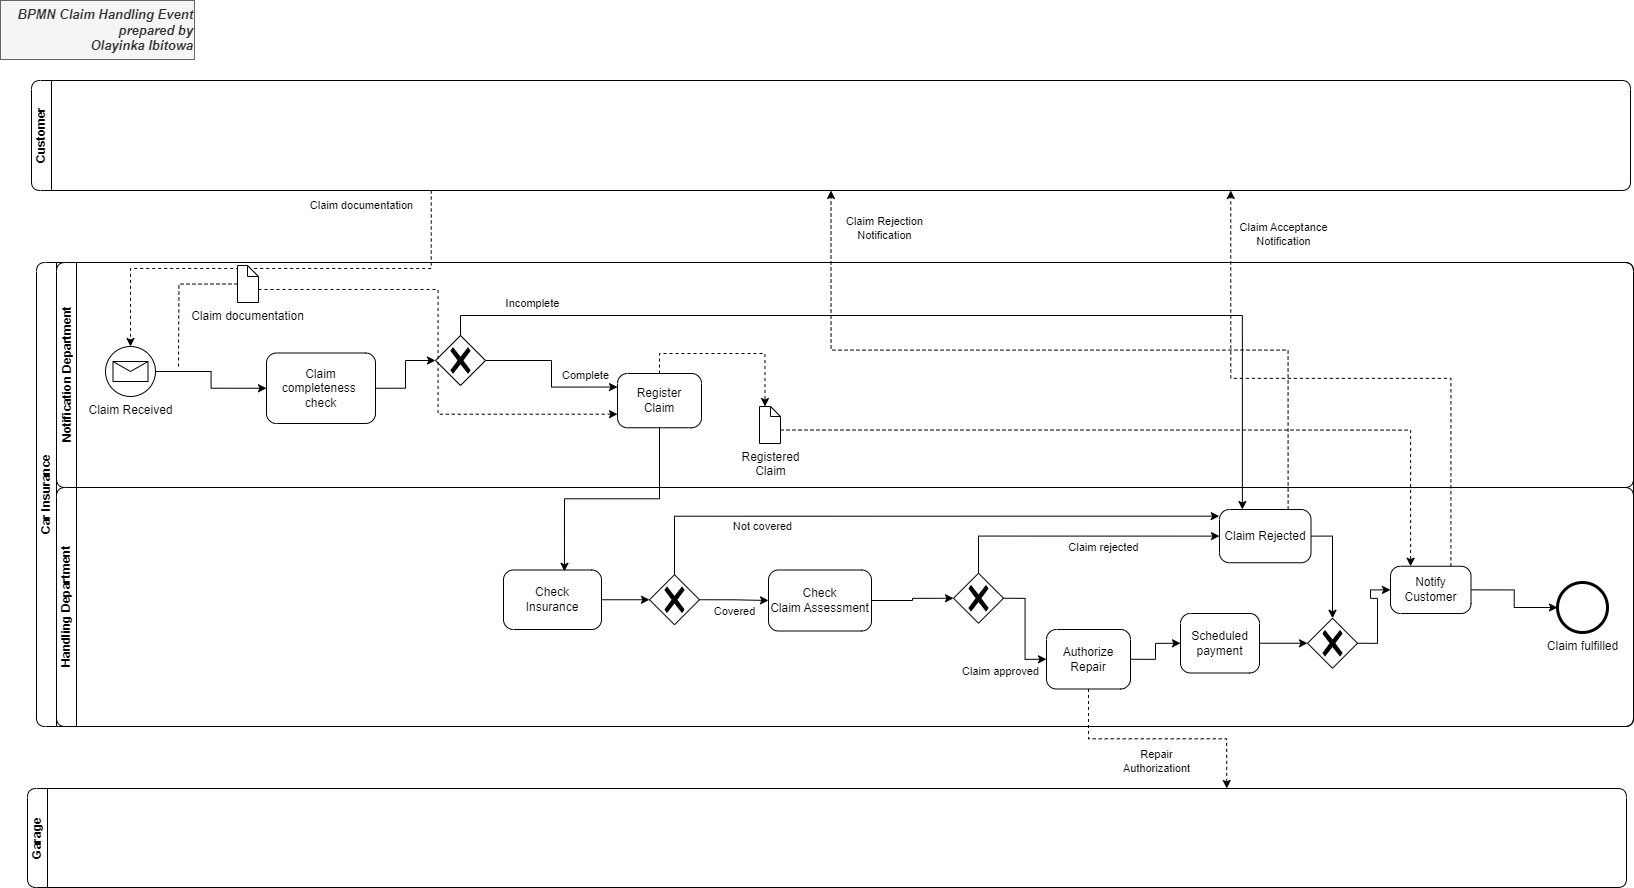 BPMN Claim Handling Event
prepared by
Olayinka Ibitowa
Customer
Claim documentation
Claim Rejection
Notification
Claim Acceptance
Notification
Car Insurance
Notification Department
Claim documentation
Incomplete
Claim Received
Claim
completeness
check
Complete
Register
Claim
Registered
Claim
Handling Department
Not covered
Claim rejected
Claim Rejected
Check
Insurance
Covered
Check
Claim Assessment
Claim approved
Authorize
Repair
Scheduled
payment
Notify
Customer
Claim fulfilled
Repair
Authorizationt
Garage